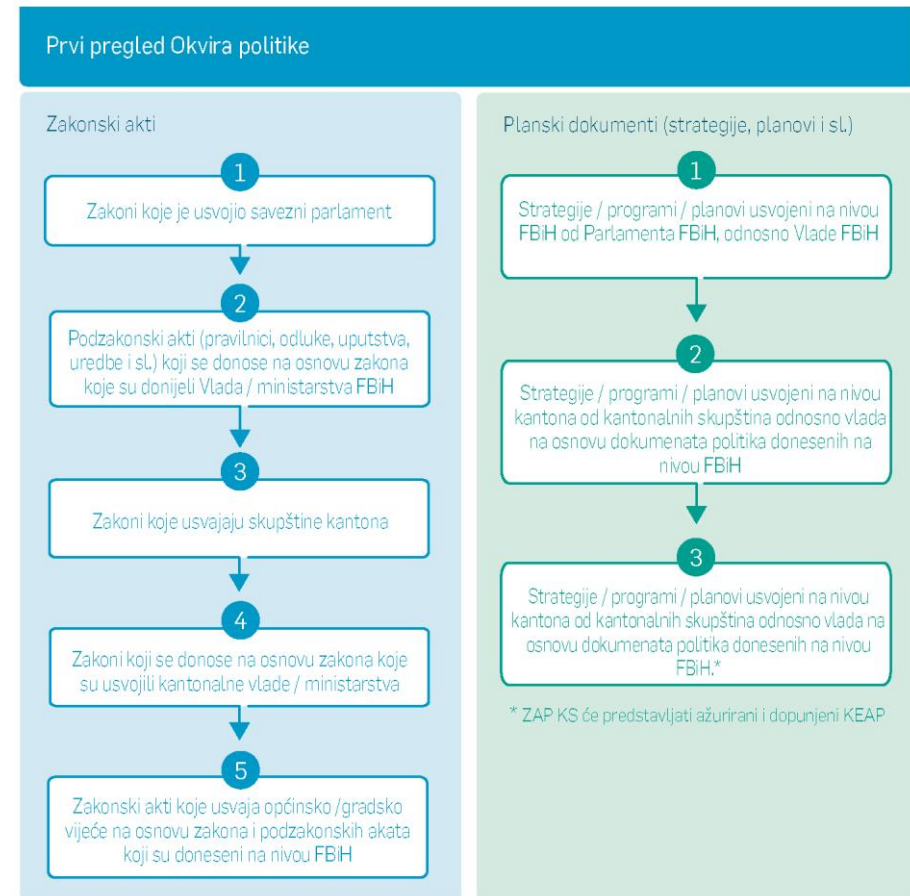 Prvi pregled Okvira politike
Zakonski akti
1
Zakoni koje je usvojio savezni parlament
2
Podzakonski akti (pravilnici, odluke, uputstva,
uredbe i sl.) koji se donose na osnovu zakona
koje su donijeli Vlada / ministarstva FBiH
3
Zakoni koje usvajaju skupštine kantona
4
Zakoni koji se donose na osnovu zakona koje
su usvojili kantonalne vlade / ministarstva
5
Zakonski akti koje usvaja općinsko /gradsko
vijeće na osnovu zakona i podzakonskih akata
koji su doneseni na nivou FBiH
Planski dokumenti (strategije, planovi i sl.)
1
Strategije / programi / planovi usvojeni na nivou
FBiH od Parlamenta FBiH, odnosno Vlade FBiH
2
Strategije / programi / planovi usvojeni na nivou
kantona od kantonalnih skupština odnosno vlada
na osnovu dokumenata politika donesenih na
nivou FBiH
3
Strategije / programi / planovi usvojeni na nivou
kantona od kantonalnih skupština odnosno vlada na
osnovu dokumenata politika donesenih na nivou
FBiH.*
* ZAP KS će predstavljati ažurirani i dopunjeni KEAP